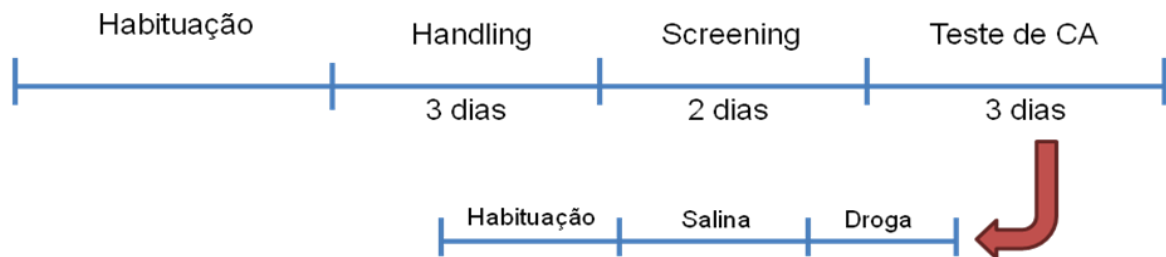 Habituação
Handling
Screening
Teste de CA
3 dias
2 dias
3 dias
Habituação
Salina
Droga